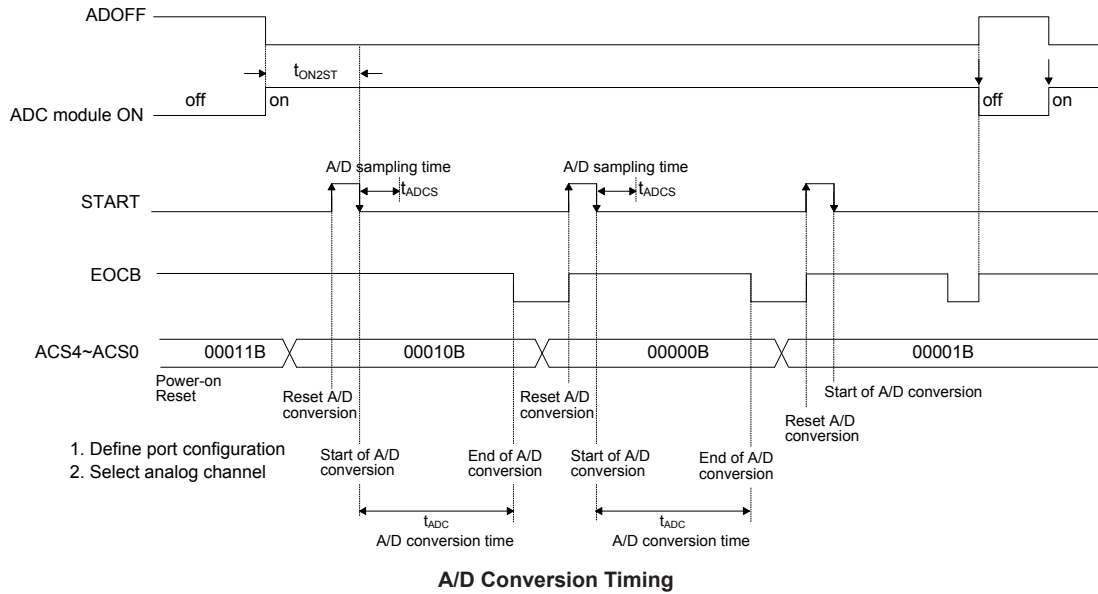 ADOFF
tON2ST
ADC module ON
off
on
off
on
A/D sampling time
tADCS
A/D sampling time
tADCS
START
EOCB
ACS4~ACS0
00011B
00010B
00000B
00001B
Power-on
Reset
Reset A/D
conversion
Reset A/D
conversion
Start of A/D conversion
Reset A/D
conversion
1. Define port configuration
2. Select analog channel
Start of A/D
conversion
End of A/D
conversion
Start of A/D
conversion
End of A/D
conversion
tADC
A/D conversion time
tADC
A/D conversion time
A/D Conversion Timing